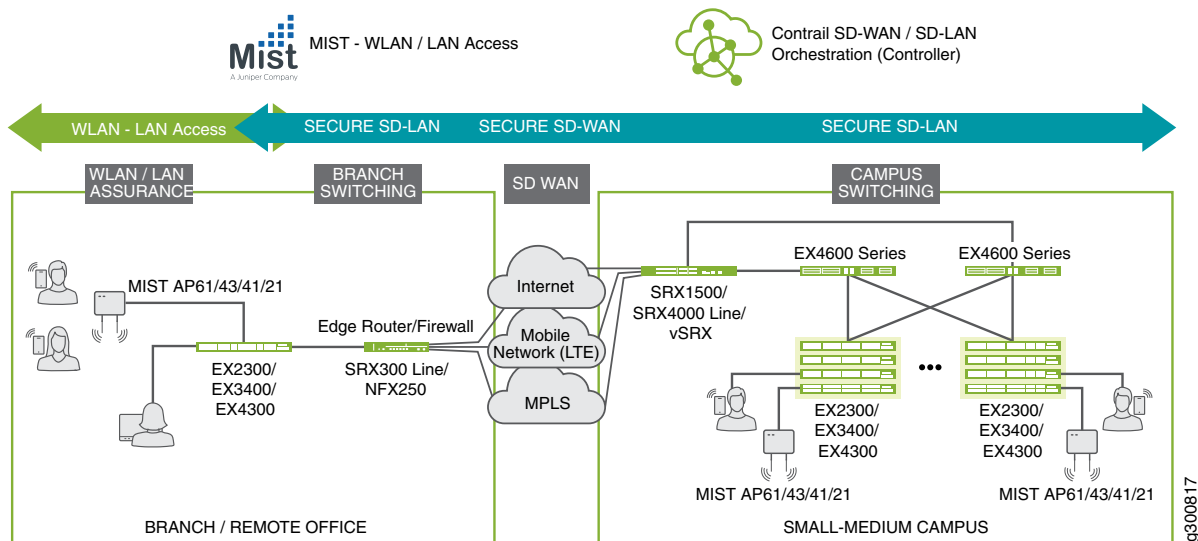 Mist
A Juniper Company
MIST - WLAN / LAN Access
Contrail SD-WAN / SD-LAN
Orchestration (Controller)
WLAN - LAN Access
SECURE SD-LAN
SECURE SD-WAN
SECURE SD-LAN
WLAN / LAN
ASSURANCE
BRANCH
SWITCHING
SD WAN
CAMPUS
SWITCHING
MIST AP61/43/41/21
Edge Router/Firewall
EX2300/
EX3400/
EX4300
SRX300 Line/
NFX250
BRANCH / REMOTE OFFICE
Internet
Mobile
Network (LTE)
MPLS
EX4600 Series
EX4600 Series
SRX1500/
SRX4000 Line/
vSRX
EX2300/
EX3400/
EX4300
EX2300/
EX3400/
EX4300
MIST AP61/43/41/21
MIST AP61/43/41/21
SMALL-MEDIUM CAMPUS
g300817